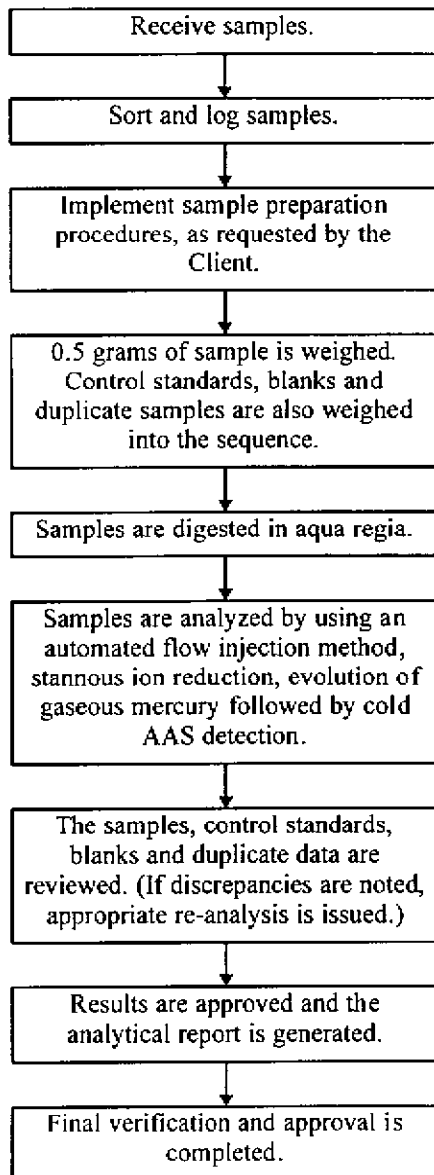 Receive samples.
Sort and log samples.
Implement sample preparation
procedures, as requested by the
Client.
0.5 grams of sample is weighed.
Control standards, blanks and
duplicate samples are also weighed
into the sequence.
Samples are digested in aqua regia.
Samples are analyzed by using an
automated flow injection method,
stannous ion reduction, evolution of
gaseous mercury followed by cold
AAS detection.
The samples, control standards,
blanks and duplicate data are
reviewed. (If discrepancies are noted,
appropriate re-analysis is issued.)
Results are approved and the
analytical report is generated.
Final verification and approval is
completed.